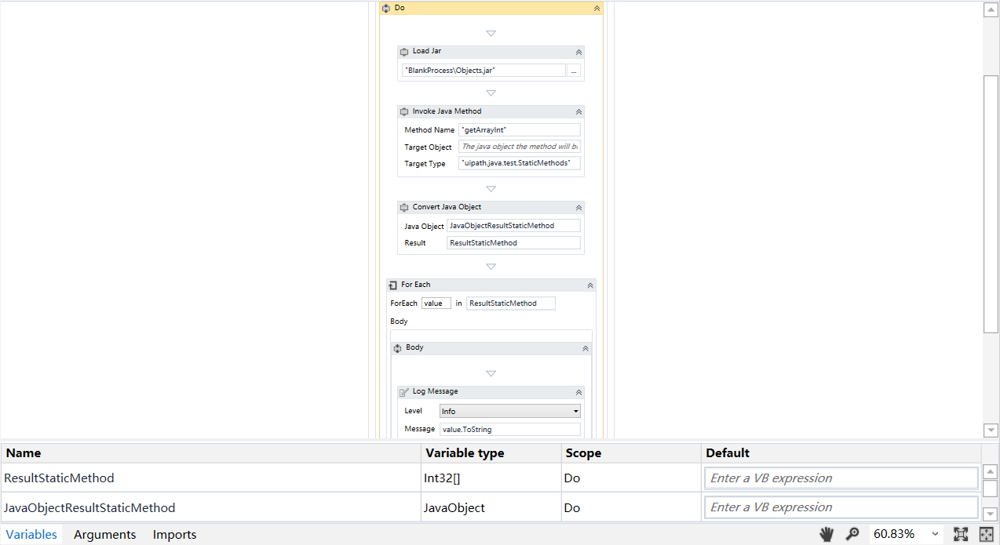 Do
Load Jar
"BlankProcess\Objects.jar"
...
Invoke Java Method
Method Name "getArrayInt"
Target Object The java object the method will b
Target Type "uipath.java.test.StaticMethods"
Convert Java Object
Java Object JavaObjectResultStaticMethod
Result ResultStaticMethod
For Each
ForEach value in ResultStaticMethod
Body
Body
Log Message
Level Info
Message value.ToString
Name Variable type Scope Default
ResultStaticMethod Int32[] Do Enter a VB expression
JavaObjectResultStaticMethod JavaObject Do Enter a VB expression
Variables Arguments Imports 60.83%